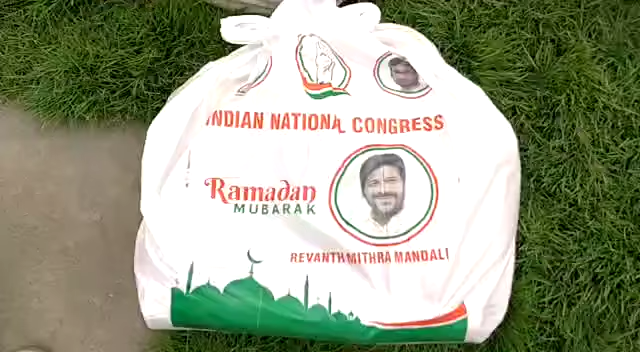 INDIAN NATIONAL CONGRESS
Ramadan
MUBARAK
REVANTH MITHRA MANDALI